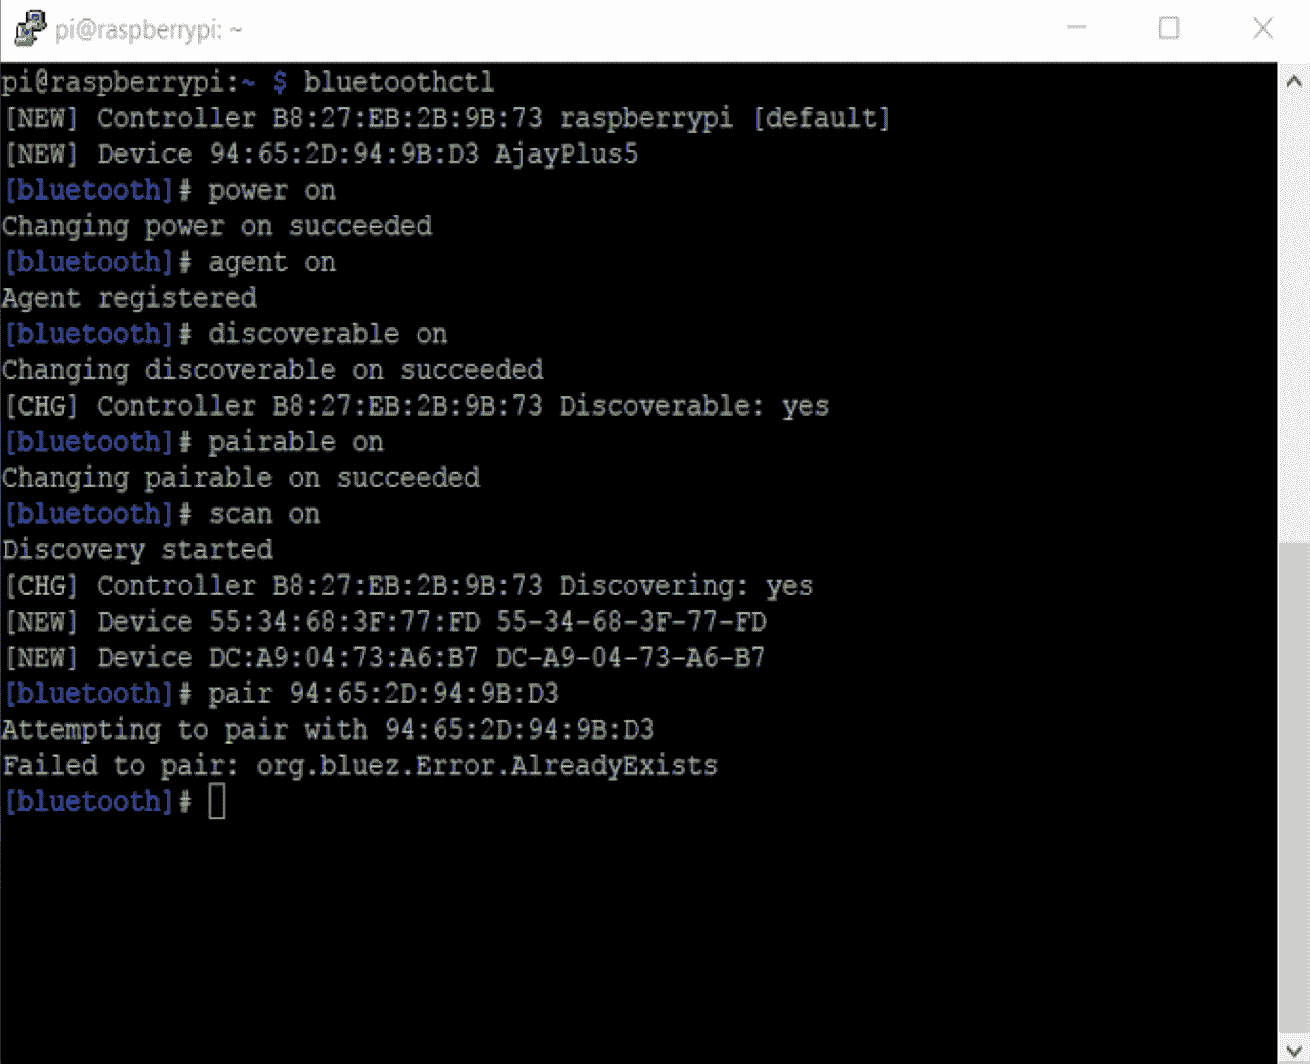 pi@raspberrypi: ~
pi@raspberrypi:~ $ bluetoothctl
[NEW] Controller B8:27:EB:2B:9B:73 raspberrypi [default]
[NEW] Device 94:65:2D:94:9B:D3 AjayPlus5
[bluetooth]# power on
Changing power on succeeded
[bluetooth]# agent on
Agent registered
[bluetooth]# discoverable on
Changing discoverable on succeeded
[CHG] Controller B8:27:EB:2B:9B:73 Discoverable: yes
[bluetooth]# pairable on
Changing pairable on succeeded
[bluetooth]# scan on
Discovery started
[CHG] Controller B8:27:EB:2B:9B:73 Discovering: yes
[NEW] Device 55:34:68:3F:77:FD 55-34-68-3F-77-FD
[NEW] Device DC:A9:04:73:A6:B7 DC-A9-04-73-A6-B7
[bluetooth]# pair 94:65:2D:94:9B:D3
Attempting to pair with 94:65:2D:94:9B:D3
Failed to pair: org.bluez.Error.AlreadyExists
[bluetooth]#